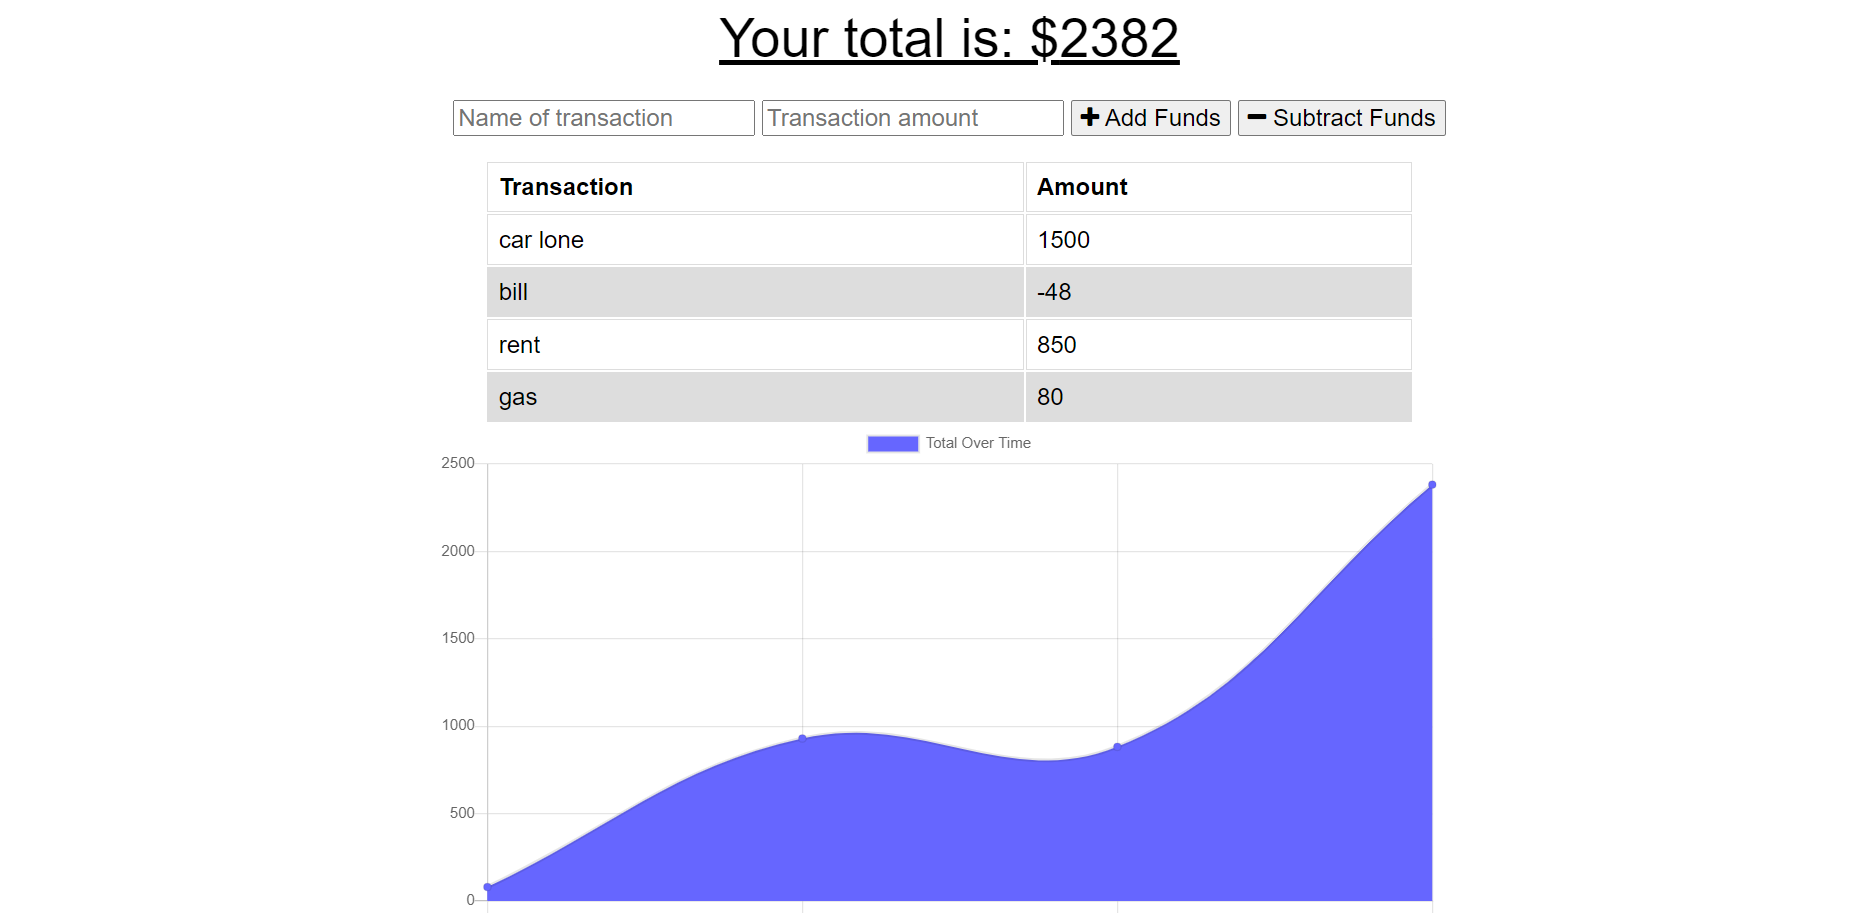 Your total is: $2382
Name of transaction Transaction amount Add Funds Subtract Funds
Transaction Amount
car lone 1500
bill -48
rent 850
gas 80
Total Over Time
2500
2000
1500
1000
500
0